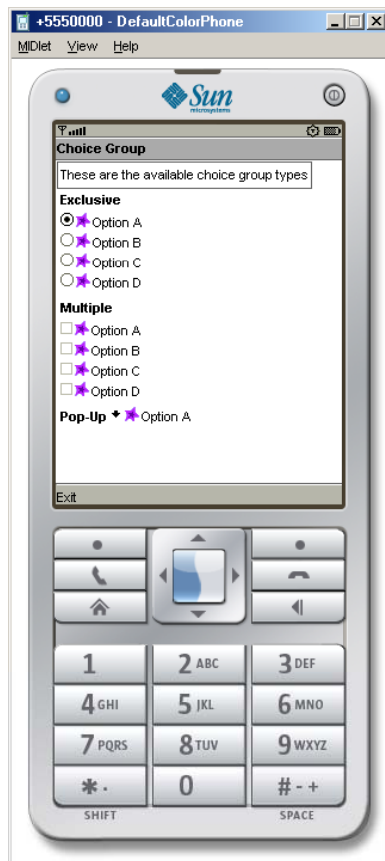 +5550000 - DefaultColorPhone
MIDlet View Help
Sun
microsystems
Choice Group
These are the available choice group types
Exclusive
Option A
Option B
Option C
Option D
Multiple
Option A
Option B
Option C
Option D
Pop-Up Option A
Exit
1 2 ABC 3 DEF
4 GHI 5 JKL 6 MNO
7 PQRS 8 TUV 9 WXYZ
* . 0 # - +
SHIFT SPACE